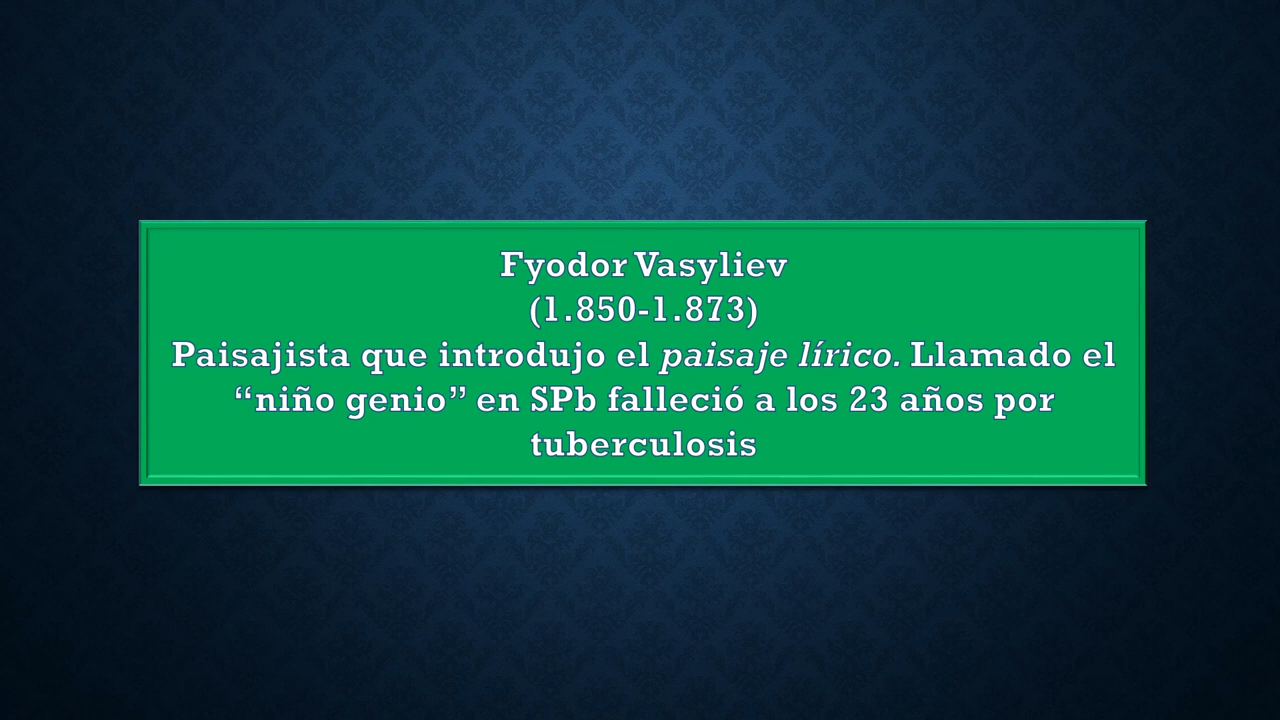 Fyodor Vasyliev
(1.850-1.873)
Paisajista que introdujo el paisaje lírico. Llamado el
“niño genio” en SPb falleció a los 23 años por
tuberculosis